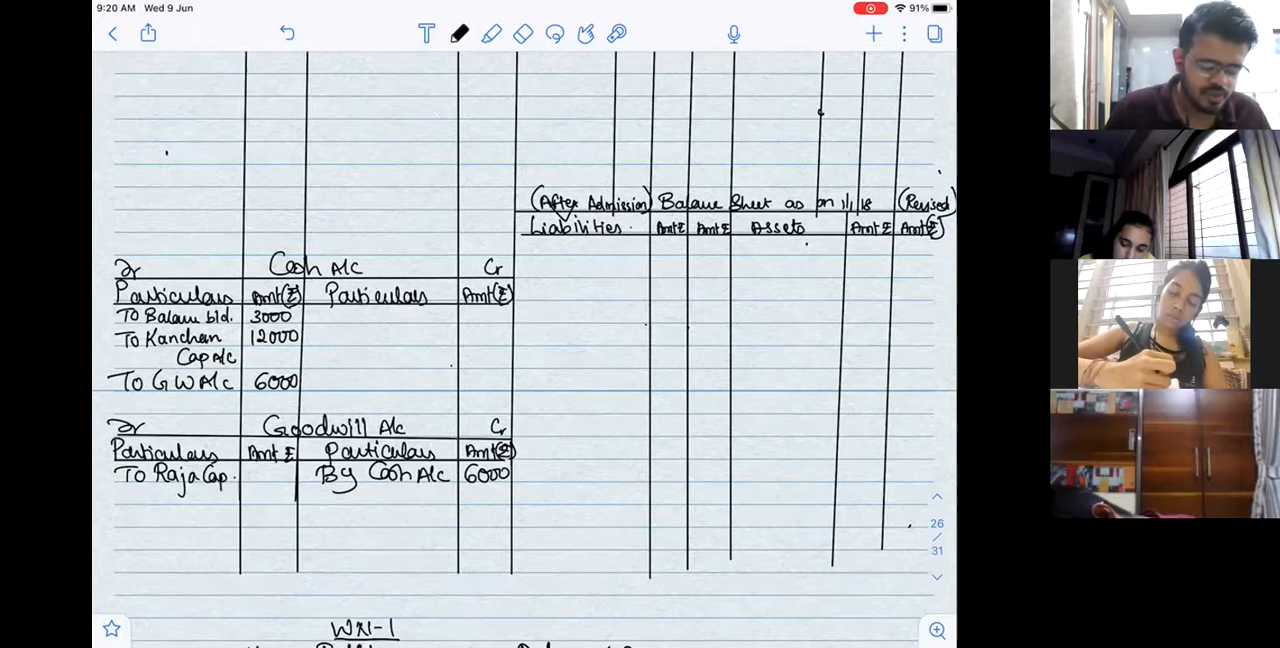 9:20 AM Wed 9 Jun
91%
(After Admission) Balance Sheet as on 1/1/18 (Revised)
Liabilities. Amt ₹ Amt ₹ Assets Amt ₹ Amt ₹
Dr Cash A/c Cr
Particulars Amt(₹) Particulars Amt(₹)
To Balance b/d. 3000
To Kanchan 12000
Cap A/c
To GW A/c 6000
Dr Goodwill A/c Cr
Particulars Amt ₹ Particulars Amt(₹)
To Raja Cap. By Cash A/c 6000
26
/
31
WN-1